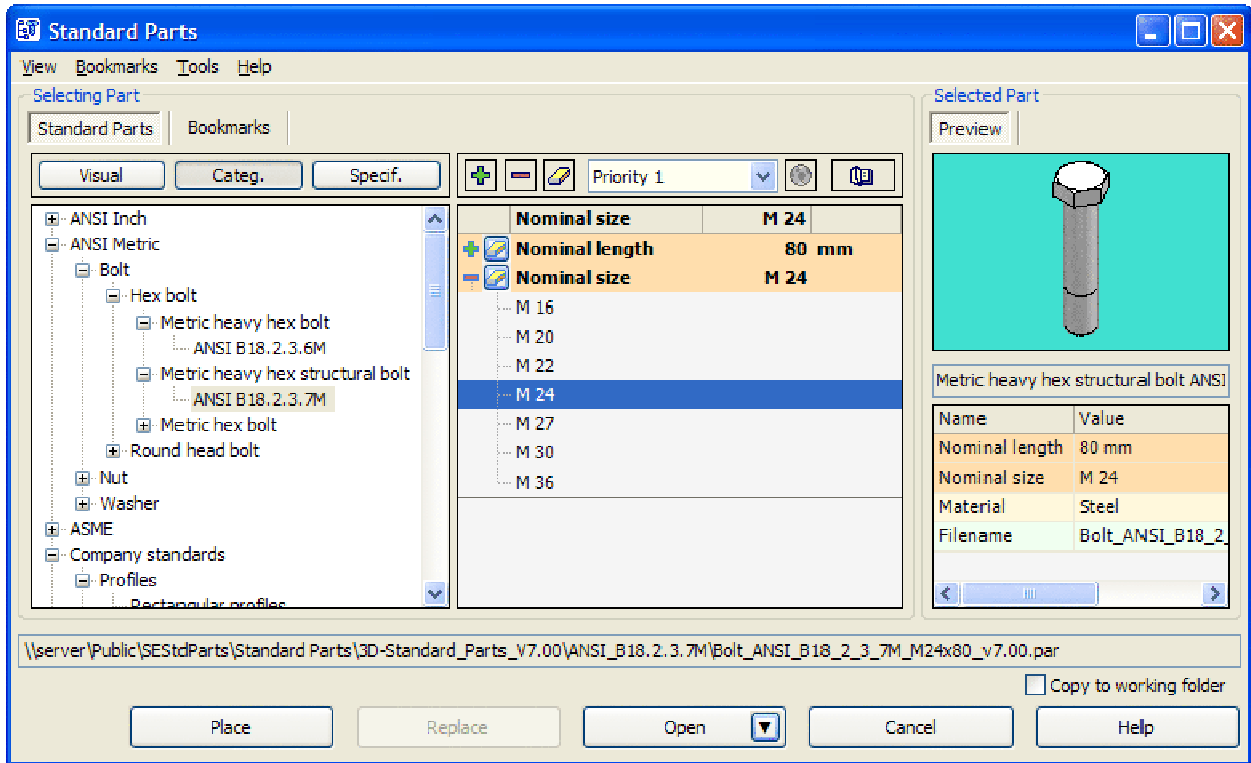 Standard Parts
View Bookmarks Tools Help
Selecting Part
Standard Parts Bookmarks
Visual Categ. Specif.
ANSI Inch
ANSI Metric
Bolt
Hex bolt
Metric heavy hex bolt
ANSI B18.2.3.6M
Metric heavy hex structural bolt
ANSI B18.2.3.7M
Metric hex bolt
Round head bolt
Nut
Washer
ASME
Company standards
Profiles
Rectangular profiles
Priority 1
Nominal size M 24
Nominal length 80 mm
Nominal size M 24
M 16
M 20
M 22
M 24
M 27
M 30
M 36
Selected Part
Preview
Metric heavy hex structural bolt ANSI
Name Value
Nominal length 80 mm
Nominal size M 24
Material Steel
Filename Bolt_ANSI_B18_2_
\\server\Public\SEStdParts\Standard Parts\3D-Standard_Parts_V7.00\ANSI_B18.2.3.7M\Bolt_ANSI_B18_2_3_7M_M24x80_v7.00.par
Copy to working folder
Place Replace Open Cancel Help